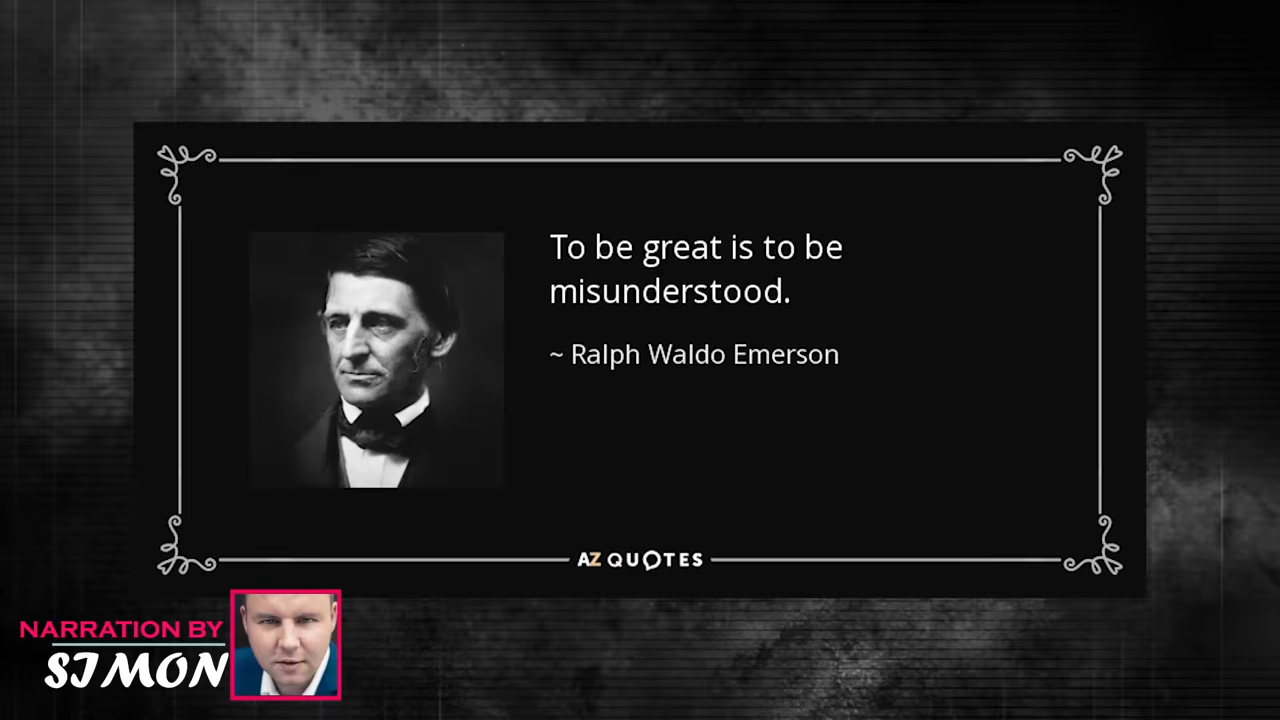 To be great is to be
misunderstood.
~ Ralph Waldo Emerson
AZ QUOTES
NARRATION BY
SIMON